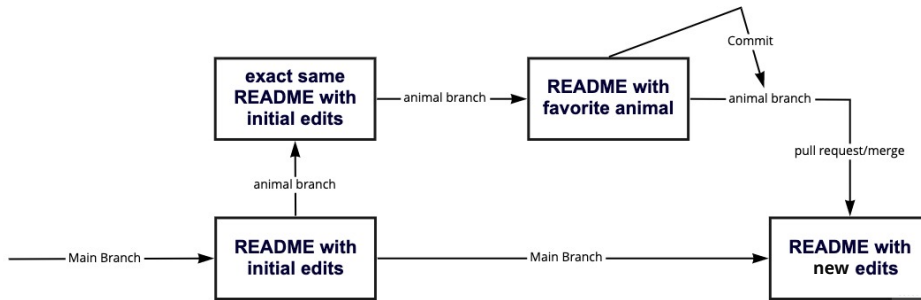 Commit
exact same
README with
initial edits
animal branch
README with
favorite animal
animal branch
pull request/merge
animal branch
Main Branch
README with
initial edits
Main Branch
README with
new edits